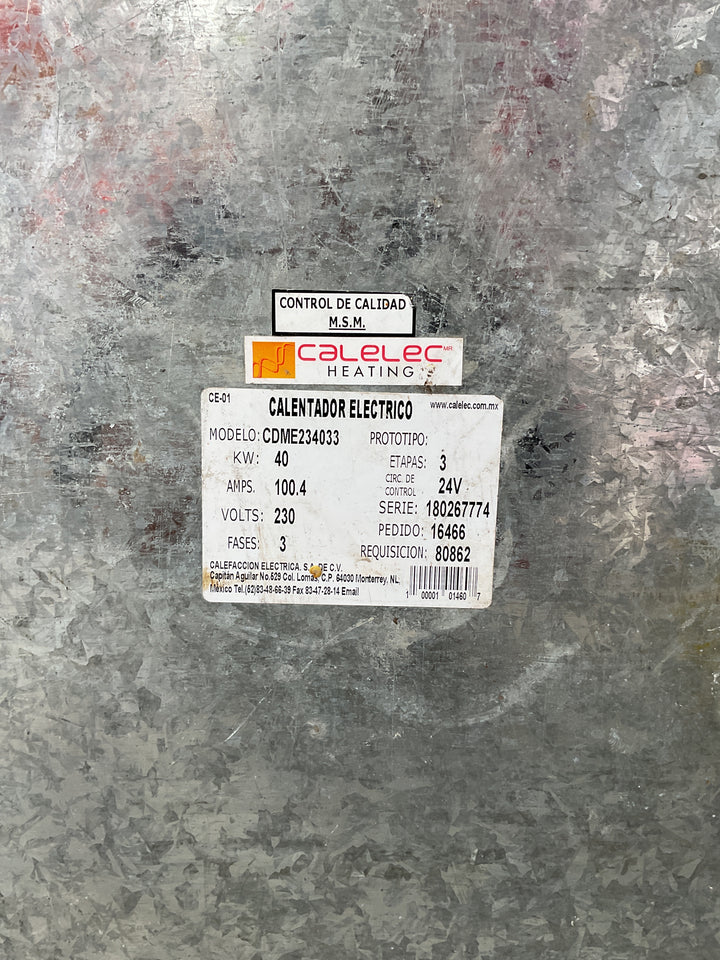 CONTROL DE CALIDAD
M.S.M.
CALELEC MR.
HEATING
CE-01
CALENTADOR ELECTRICO
www.calelec.com.mx
MODELO: CDME234033 PROTOTIPO:
KW: 40 ETAPAS: 3
AMPS. 100.4 CIRC. DE CONTROL 24V
VOLTS: 230 SERIE: 180267774
FASES: 3 PEDIDO: 16466
REQUISICION: 80862
CALEFACCION ELECTRICA. S.A. DE C.V.
Capitán Aguilar No.529 Col. Lomas C.P. 64030 Monterrey, NL
México Tel.(52)83-48-66-39 Fax 83-47-28-14 Email
1 00001 01460 7